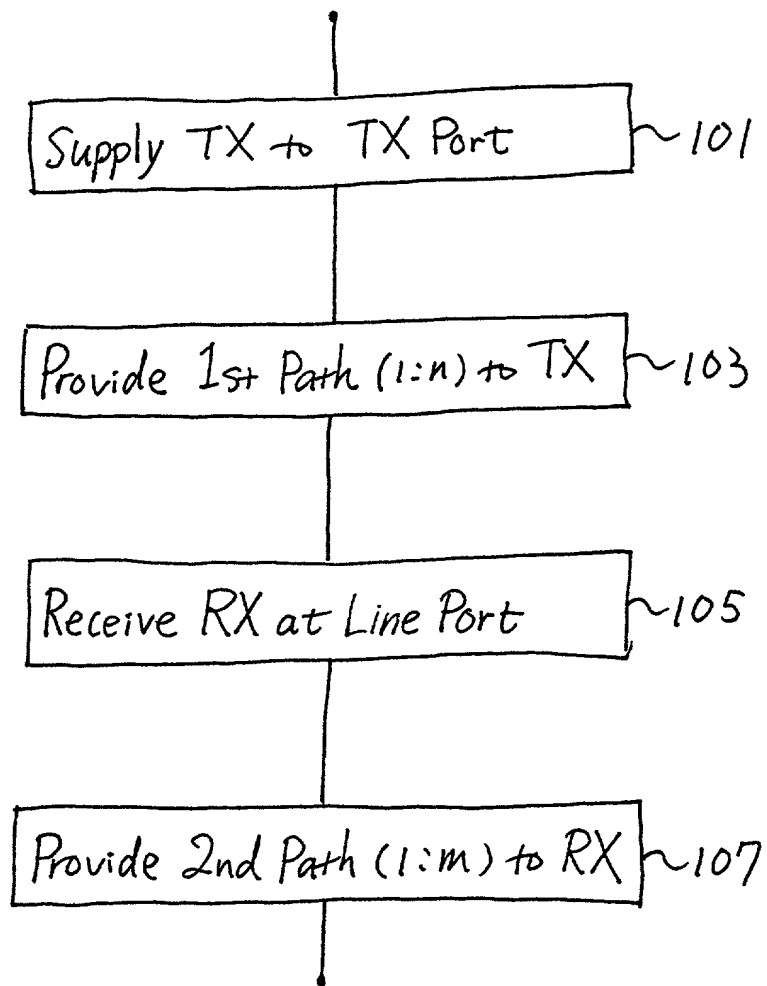 Supply TX to TX Port 101
Provide 1st Path (1:n) to TX 103
Receive RX at Line Port 105
Provide 2nd Path (1:m) to RX 107